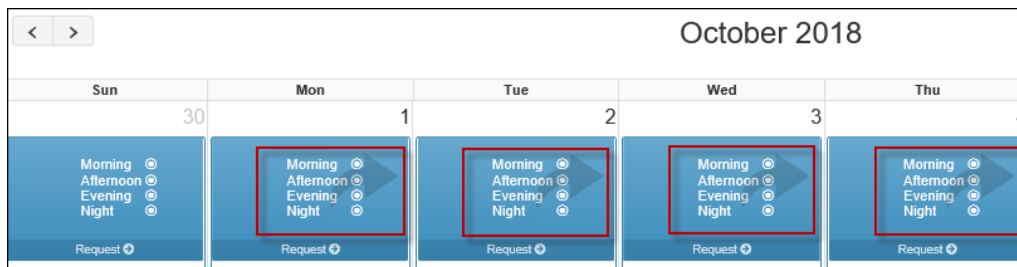 October 2018
Sun Mon Tue Wed Thu
30 1 2 3
Morning Morning Morning Morning Morning
Afternoon Afternoon Afternoon Afternoon Afternoon
Evening Evening Evening Evening Evening
Night Night Night Night Night
Request Request Request Request Request